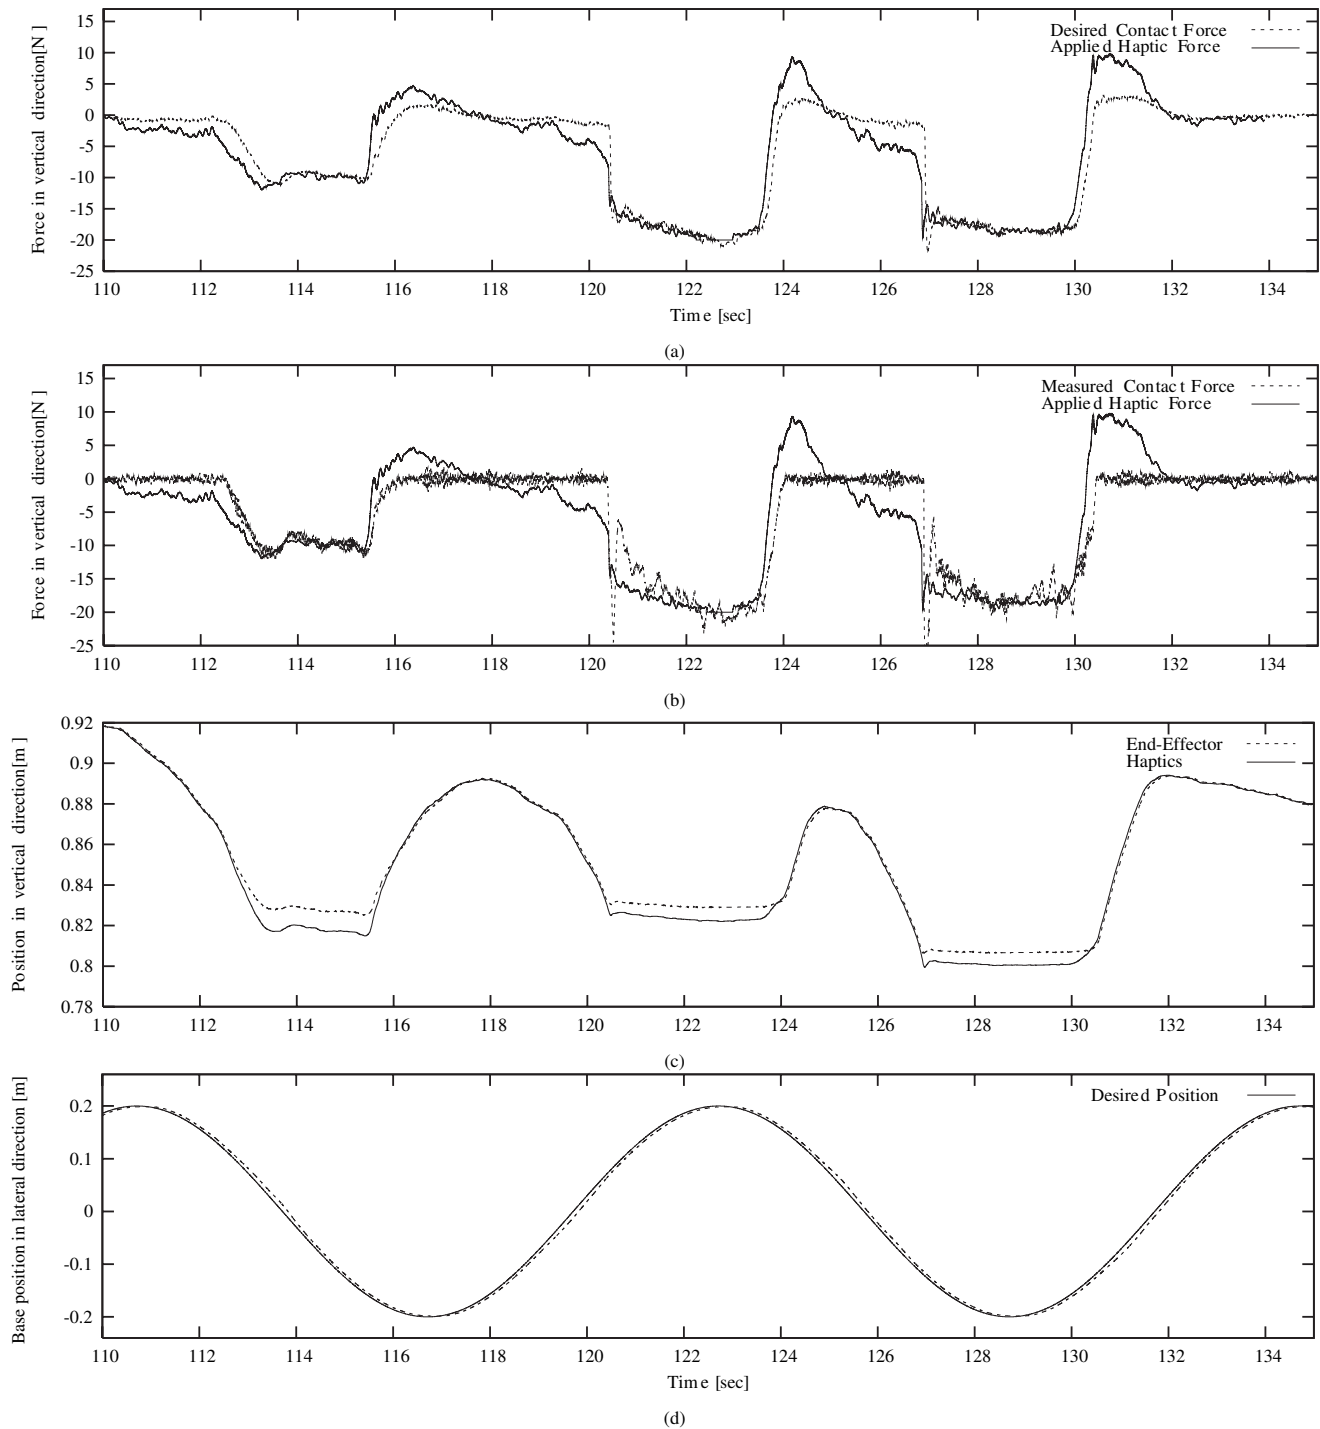 Force in vertical direction[N ]
15
10
5
0
-5
-10
-15
-20
-25
Desired Contact Force
Applied Haptic Force
110 112 114 116 118 120 122 124 126 128 130 132 134
Time [sec]
(a)
Force in vertical direction[N ]
15
10
5
0
-5
-10
-15
-20
-25
Measured Contact Force
Applied Haptic Force
110 112 114 116 118 120 122 124 126 128 130 132 134
(b)
Position in vertical direction[m ]
0.92
0.9
0.88
0.86
0.84
0.82
0.8
0.78
End-Effector
Haptics
110 112 114 116 118 120 122 124 126 128 130 132 134
(c)
Base position in lateral direction [m]
0.2
0.1
0
-0.1
-0.2
Desired Position
110 112 114 116 118 120 122 124 126 128 130 132 134
Time [sec]
(d)